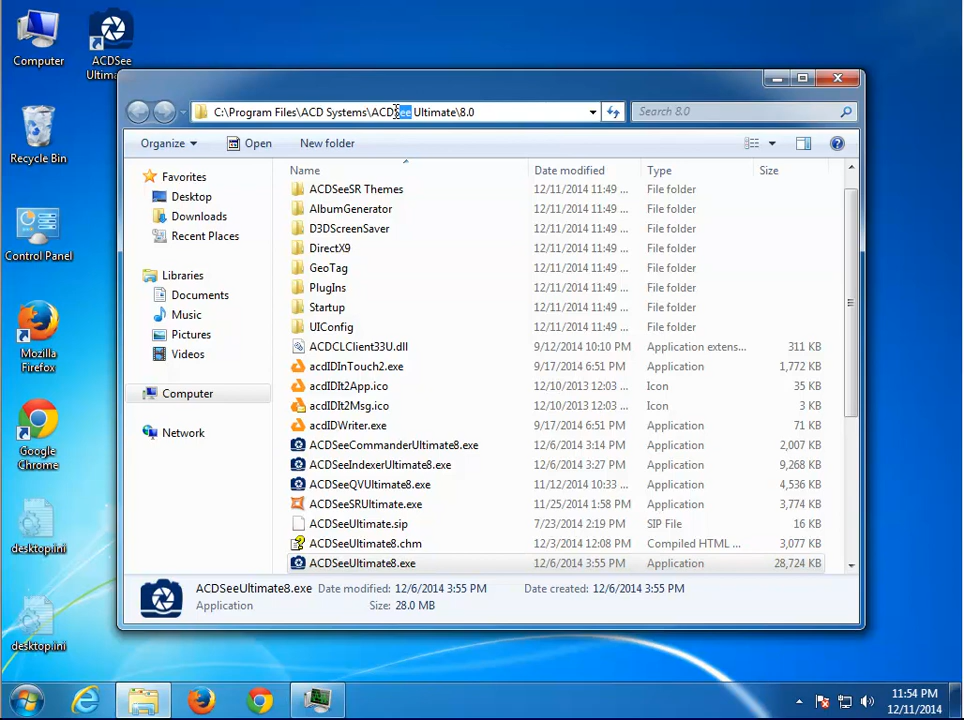 Computer
ACDSee
Ultimat
Recycle Bin
Control Panel
Mozilla
Firefox
Google
Chrome
desktop.ini
desktop.ini
C:\Program Files\ACD Systems\ACDSee Ultimate\8.0
Search 8.0
Organize
Open
New folder
Favorites
Desktop
Downloads
Recent Places
Libraries
Documents
Music
Pictures
Videos
Computer
Network
Name Date modified Type Size
ACDSeeSR Themes 12/11/2014 11:49 ... File folder
AlbumGenerator 12/11/2014 11:49 ... File folder
D3DScreenSaver 12/11/2014 11:49 ... File folder
DirectX9 12/11/2014 11:49 ... File folder
GeoTag 12/11/2014 11:49 ... File folder
PlugIns 12/11/2014 11:49 ... File folder
Startup 12/11/2014 11:49 ... File folder
UIConfig 12/11/2014 11:49 ... File folder
ACDCLClient33U.dll 9/12/2014 10:10 PM Application extens... 311 KB
acdIDInTouch2.exe 9/17/2014 6:51 PM Application 1,772 KB
acdIDIt2App.ico 12/10/2013 12:03 ... Icon 35 KB
acdIDIt2Msg.ico 12/10/2013 12:03 ... Icon 3 KB
acdIDWriter.exe 9/17/2014 6:51 PM Application 425 KB
ACDSeeCommanderUltimate8.exe 12/6/2014 3:14 PM Application 2,007 KB
ACDSeeIndexerUltimate8.exe 12/6/2014 3:27 PM Application 9,268 KB
ACDSeeQVUltimate8.exe 11/12/2014 10:33 ... Application 4,536 KB
ACDSeeSRUltimate.exe 11/25/2014 1:58 PM Application 3,774 KB
ACDSeeUltimate.sip 7/23/2014 2:19 PM SIP File 16 KB
ACDSeeUltimate8.chm 12/3/2014 12:08 PM Compiled HTML ... 3,077 KB
ACDSeeUltimate8.exe 12/6/2014 3:55 PM Application 28,724 KB
ACDSeeUltimate8.exe Date modified: 12/6/2014 3:55 PM Date created: 12/6/2014 3:55 PM
Application Size: 28.0 MB
11:54 PM
12/11/2014